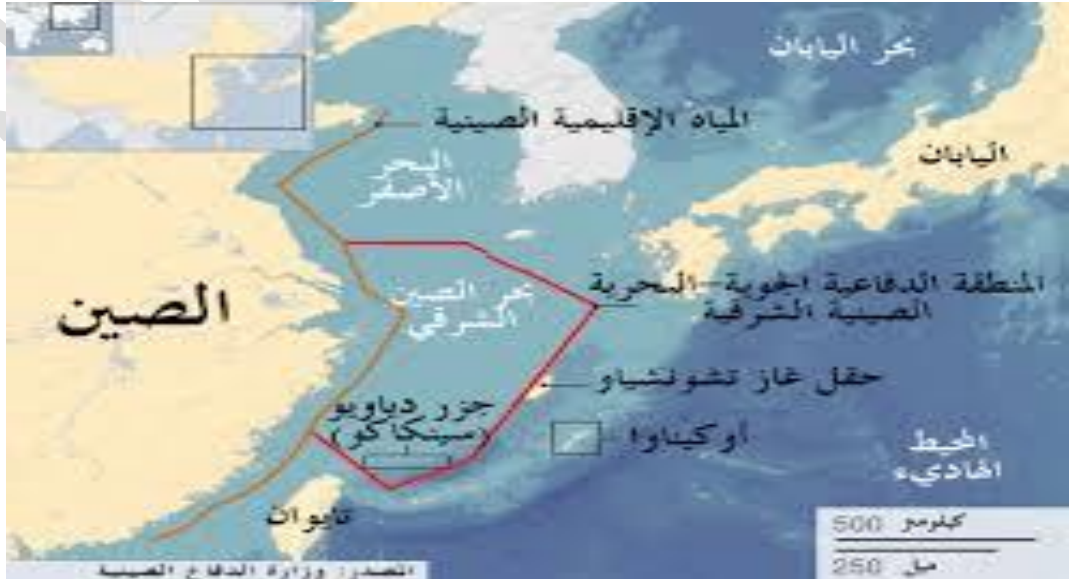 بحر اليابان
المياه الإقليمية الصينية
اليابان
البحر
الأصفر
المنطقة الدفاعية الجوية-البحرية
الصينية الشرقية
بحر الصين
الشرقي
الصين
حقل غاز تشونشياو
جزر دياويو
(سينكاكو)
أوكيناوا
المحيط
الهاديء
تايوان
500 كيلومتر
250 ميل
المصدر: وزارة الدفاع الصينية